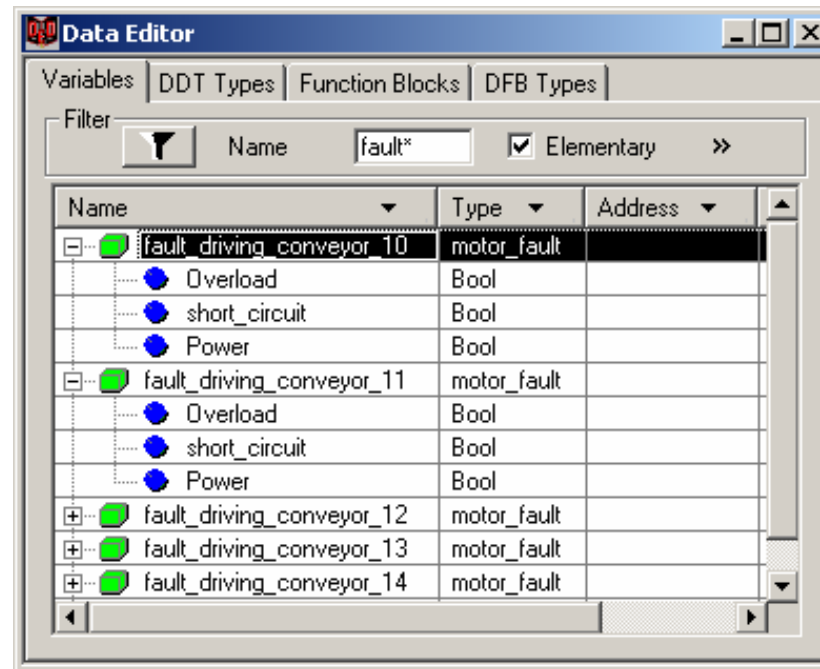 Data Editor
Variables DDT Types Function Blocks DFB Types
Filter
Name fault* Elementary »
Name Type Address
fault_driving_conveyor_10 motor_fault
Overload Bool
short_circuit Bool
Power Bool
fault_driving_conveyor_11 motor_fault
Overload Bool
short_circuit Bool
Power Bool
fault_driving_conveyor_12 motor_fault
fault_driving_conveyor_13 motor_fault
fault_driving_conveyor_14 motor_fault